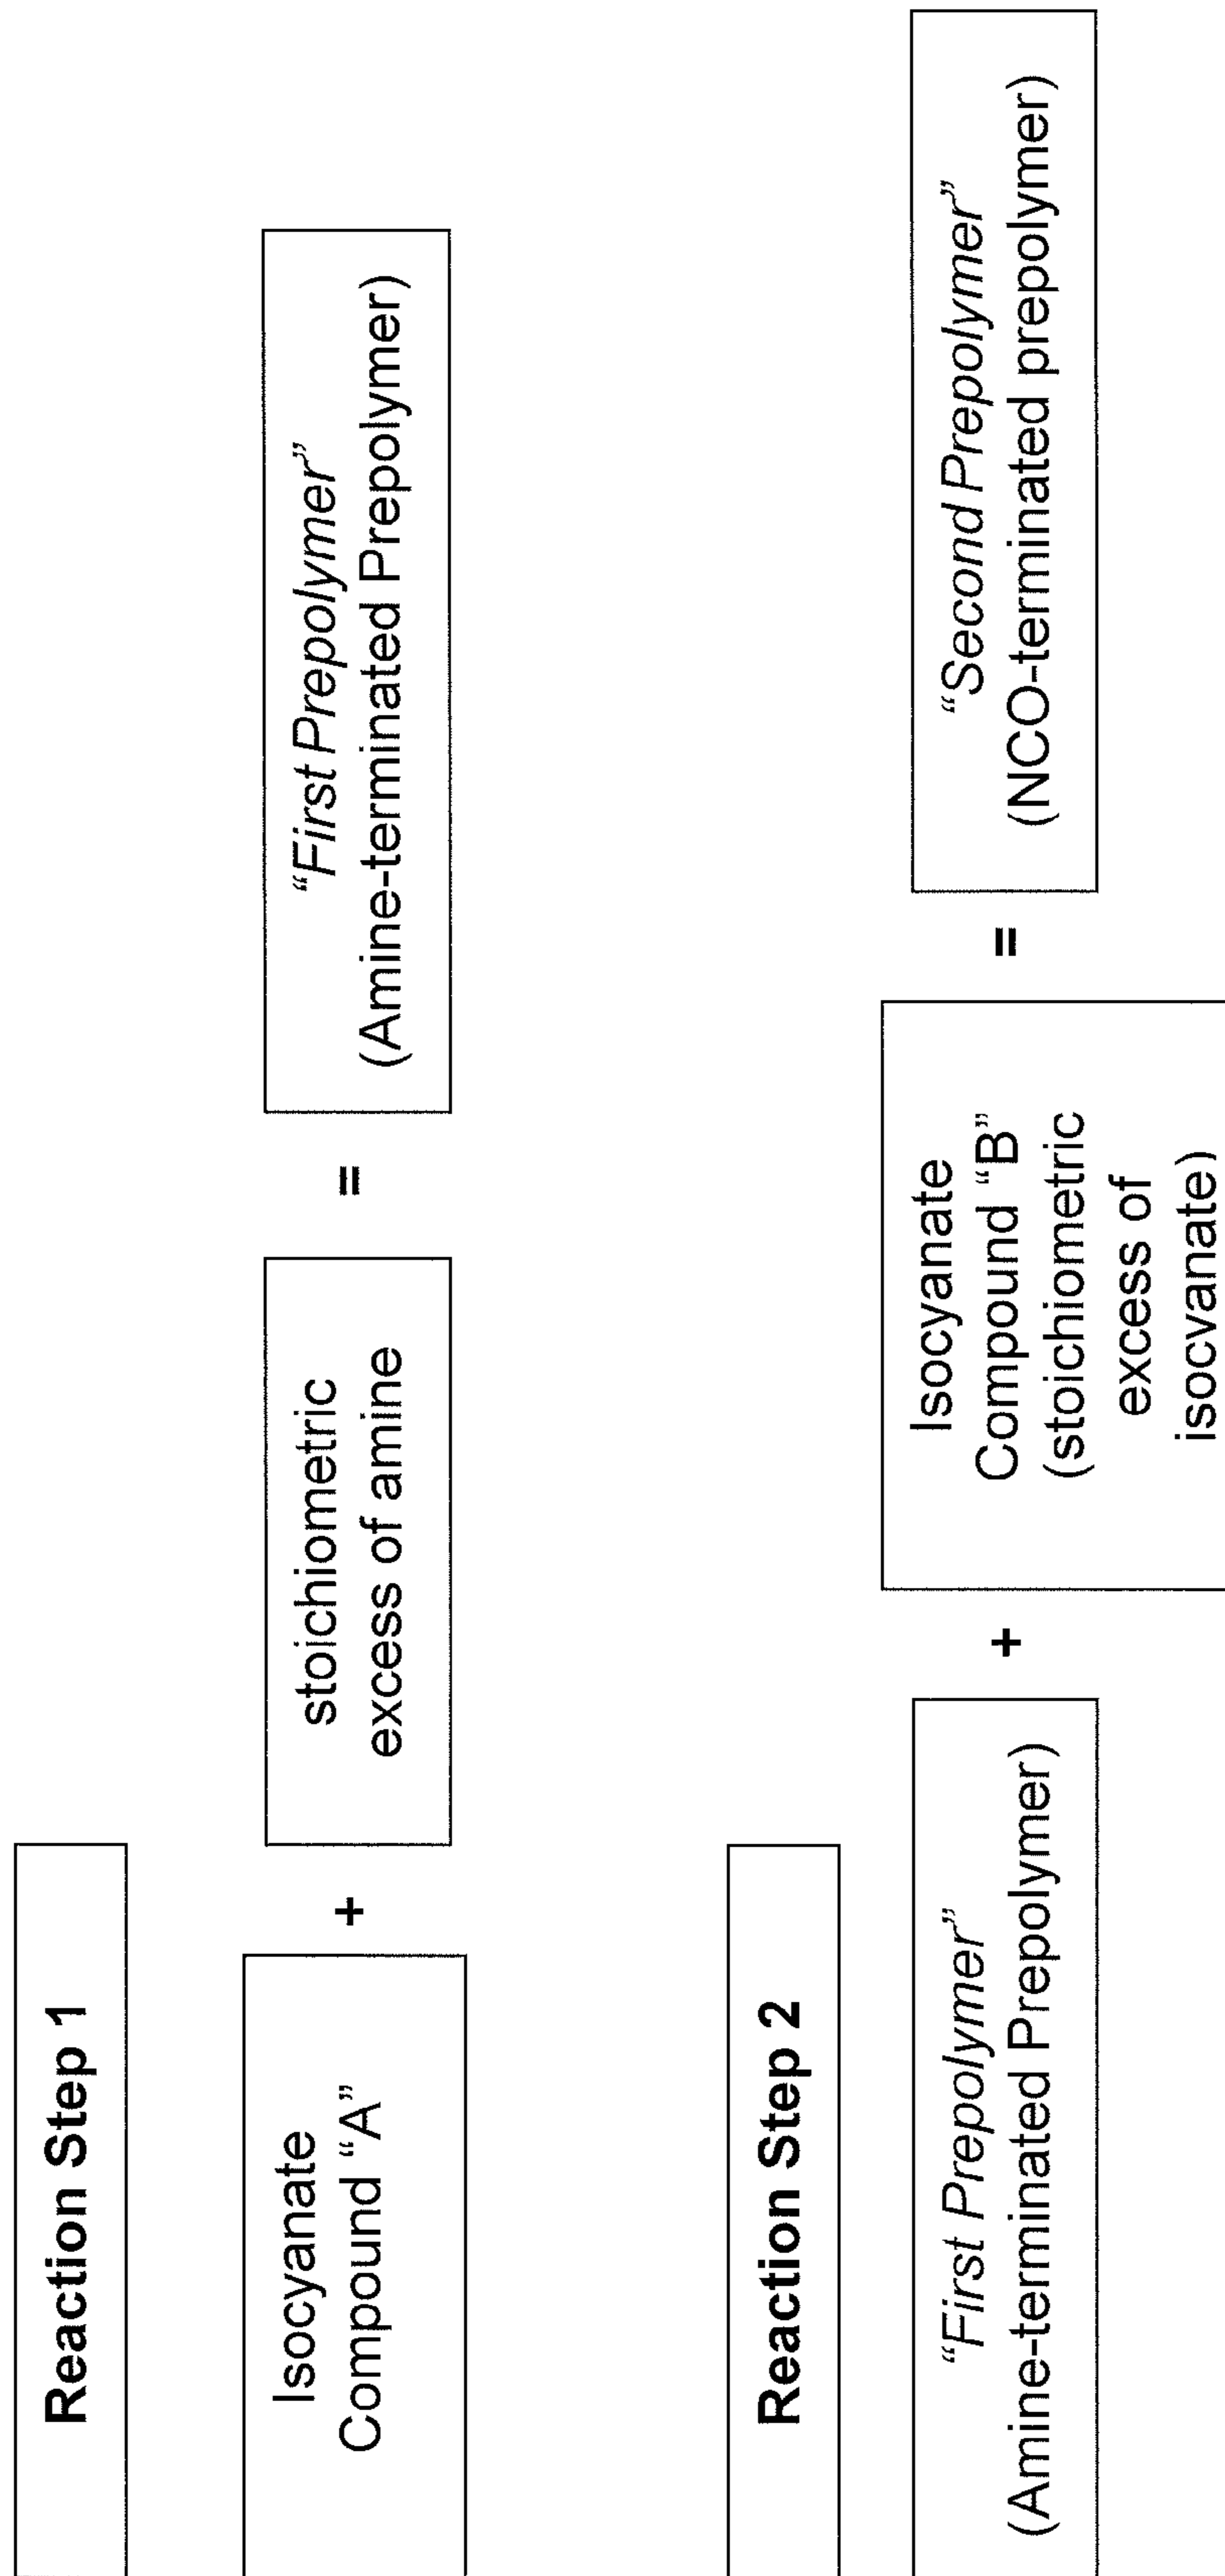 Reaction Step 1
Isocyanate
Compound “A”
+
stoichiometric
excess of amine
=
“First Prepolymer”
(Amine-terminated Prepolymer)
Reaction Step 2
“First Prepolymer”
(Amine-terminated Prepolymer)
+
Isocyanate
Compound “B”
(stoichiometric
excess of
isocyanate)
=
“Second Prepolymer”
(NCO-terminated prepolymer)